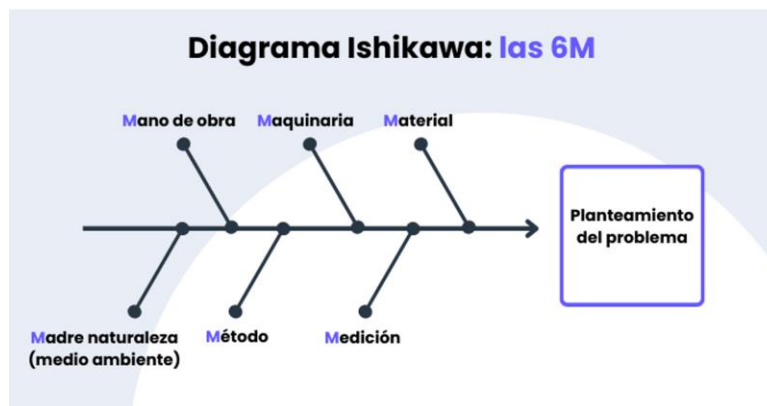 Diagrama Ishikawa: las 6M
Mano de obra
Maquinaria
Material
Planteamiento
del problema
Madre naturaleza
(medio ambiente)
Método
Medición